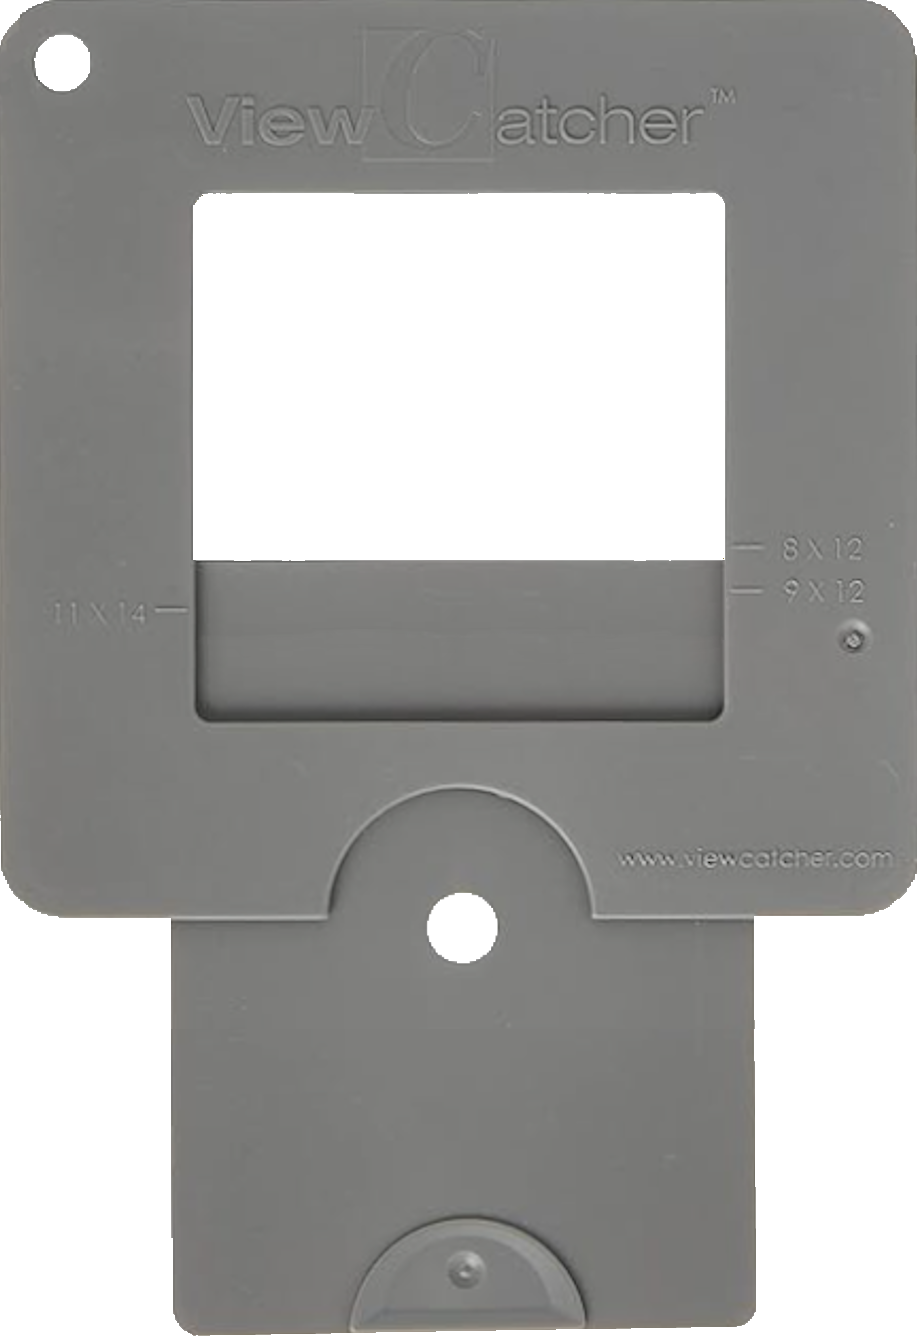 ViewCatcher™
8 X 12
9 X 12
11 X 14
www.viewcatcher.com